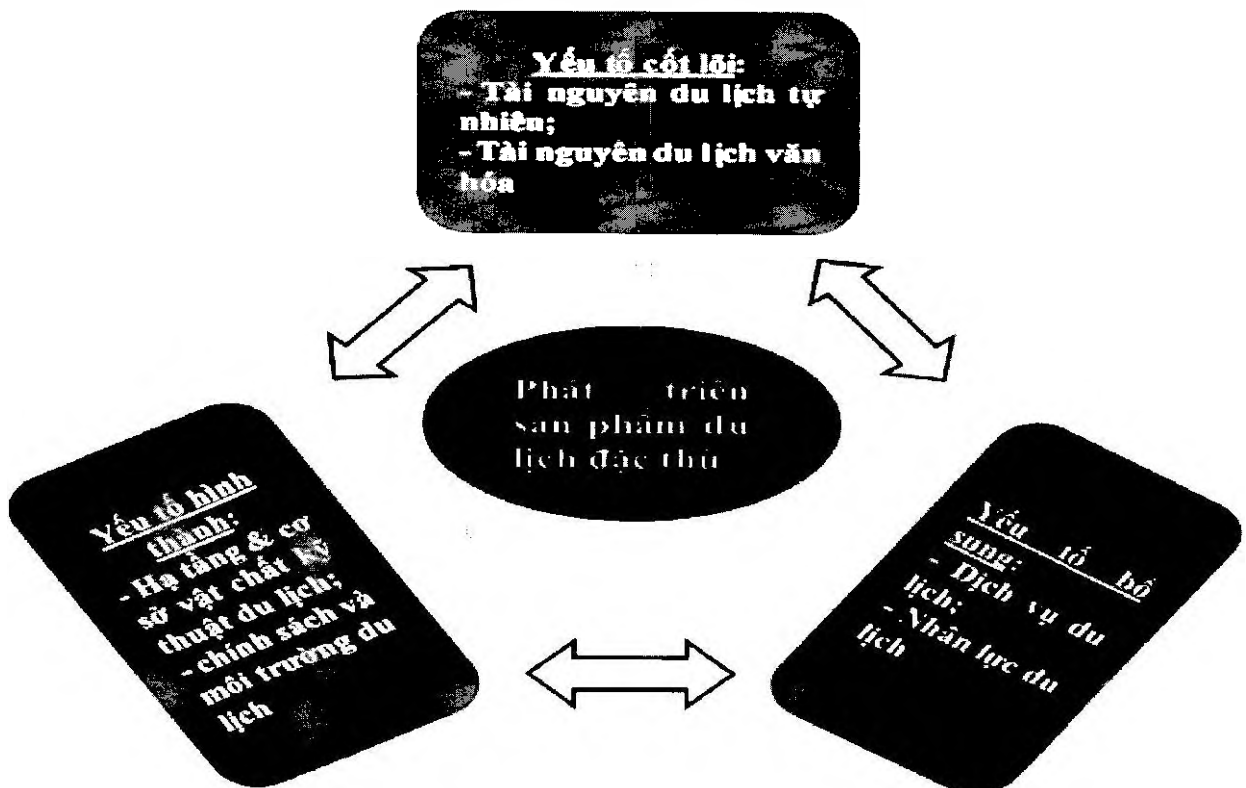 Yếu tố cốt lõi:
- Tài nguyên du lịch tự
nhiên;
- Tài nguyên du lịch văn
hóa
Phát triển
sản phẩm du
lịch đặc thù
Yếu tố hình
thành:
- Hạ tầng & cơ
sở vật chất kỹ
thuật du lịch;
- chính sách và
môi trường du
lịch
Yếu tố bổ
sung:
- Dịch vụ du
lịch;
- Nhân lực du
lịch